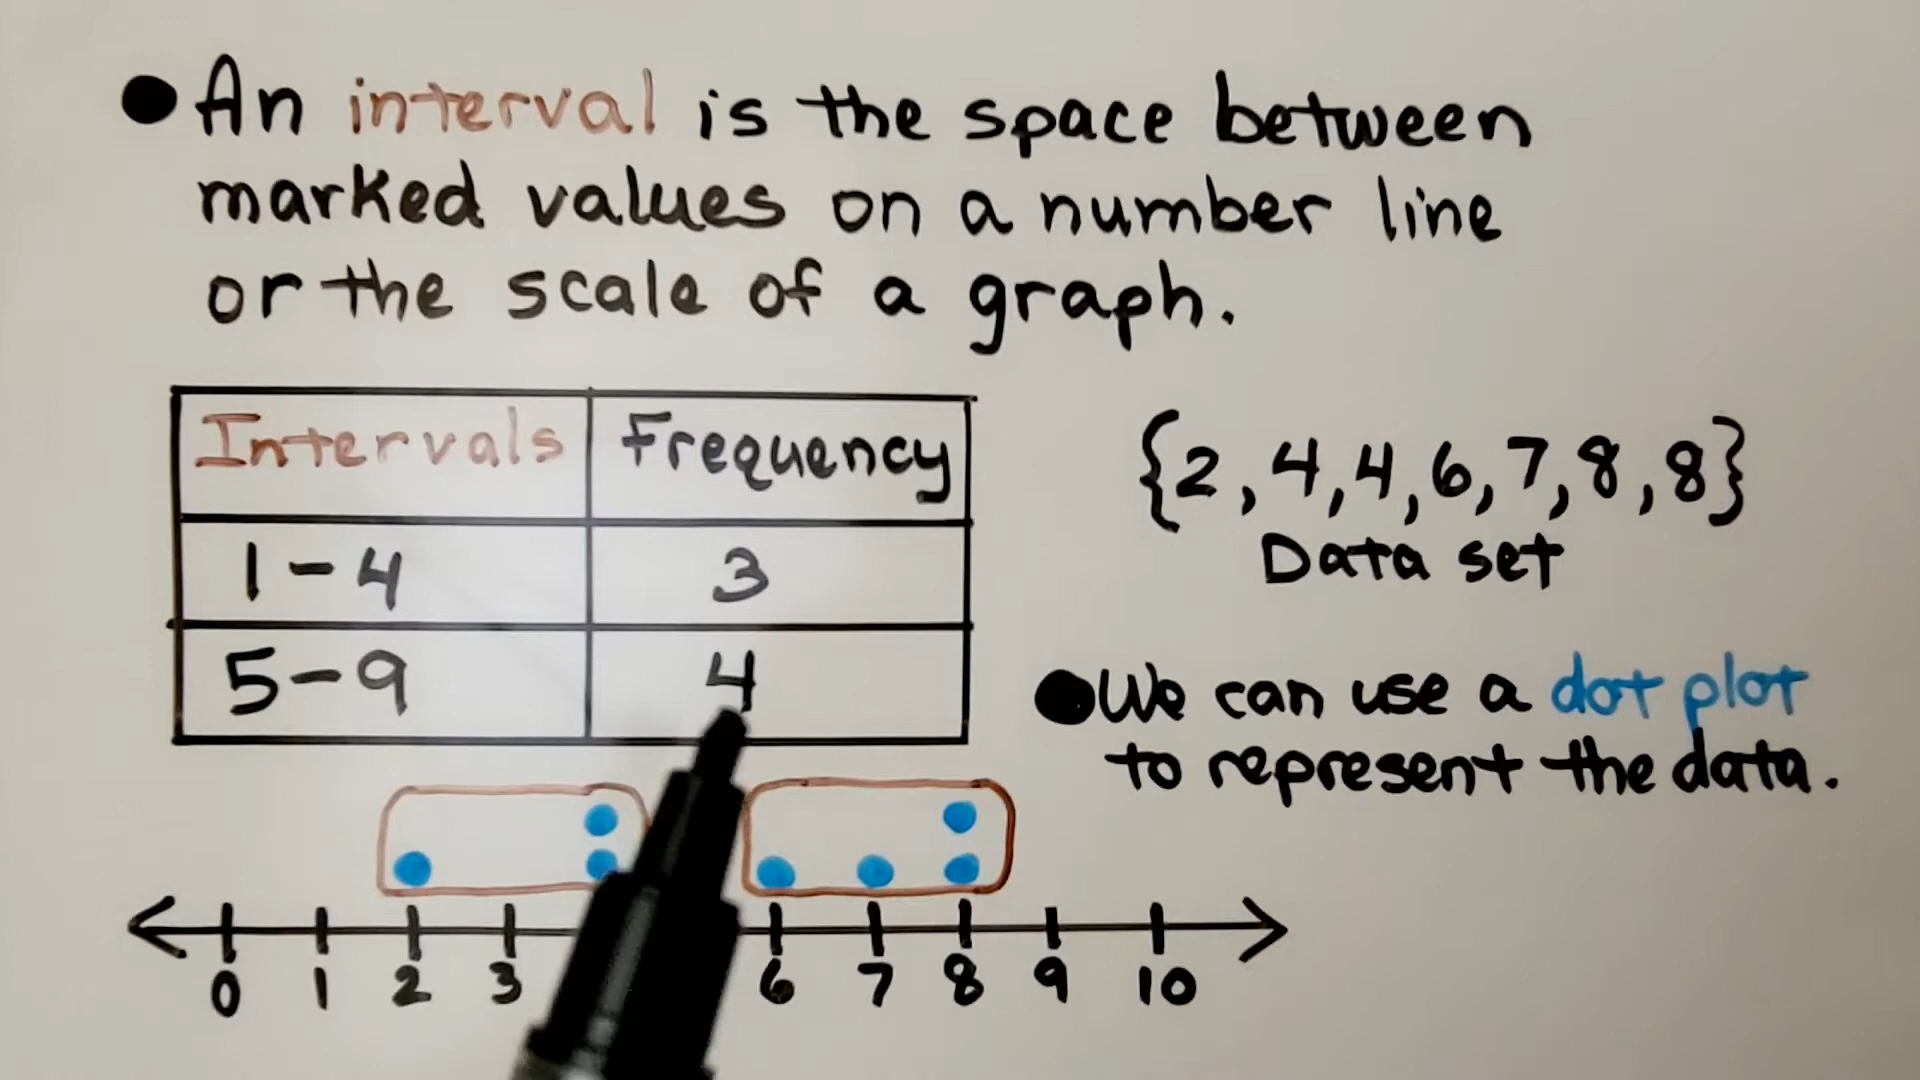 An interval is the space between
marked values on a number line
or the scale of a graph.
Intervals Frequency
1-4 3
5-9 4
{2,4,4,6,7,8,8}
Data set
We can use a dot plot
to represent the data.
0 1 2 3 6 7 8 9 10